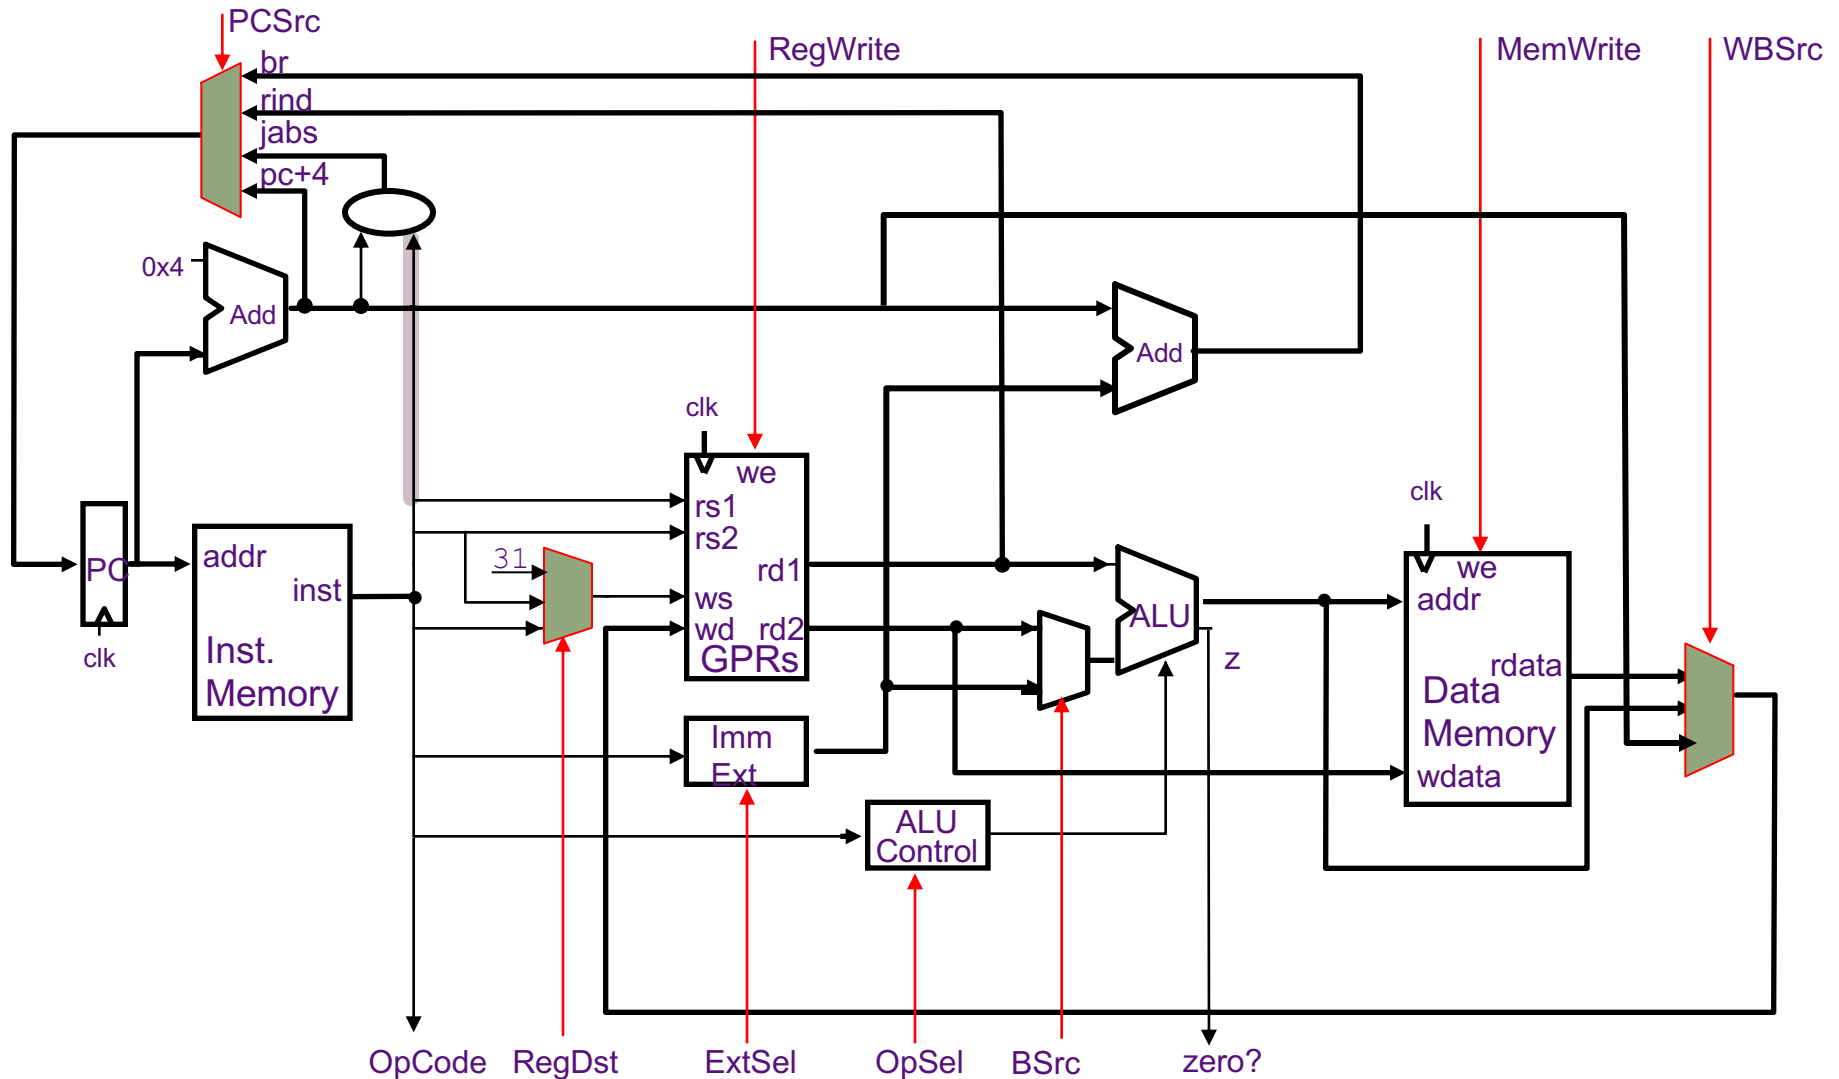 PCSrc
RegWrite
MemWrite
WBSrc
br
rind
jabs
pc+4
0x4
Add
Add
clk
we
rs1
rs2
31
rd1
ws
wd
rd2
GPRs
PC
clk
addr
inst
Inst.
Memory
ALU
z
clk
we
addr
rdata
Data
Memory
wdata
Imm
Ext
ALU
Control
OpCode
RegDst
ExtSel
OpSel
BSrc
zero?